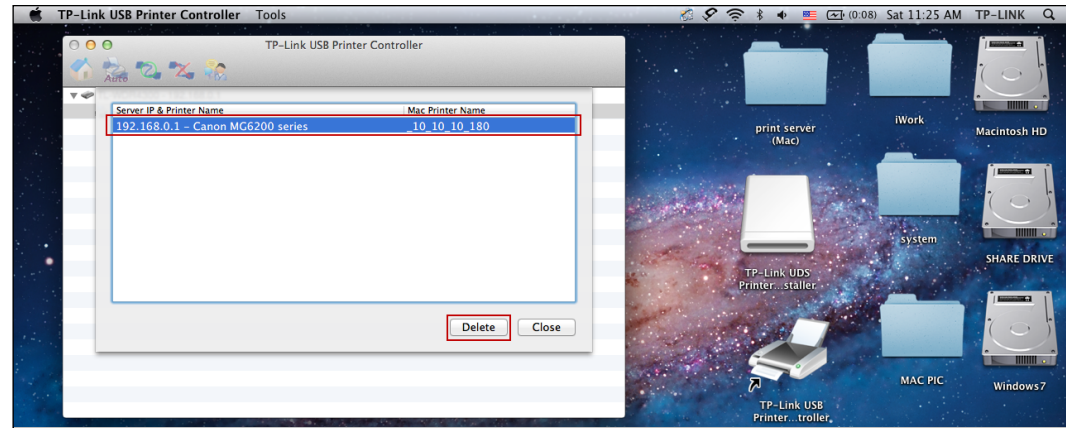 TP-Link USB Printer Controller Tools (0:08) Sat 11:25 AM TP-LINK
TP-Link USB Printer Controller
Auto
Server IP & Printer Name Mac Printer Name
192.168.0.1 – Canon MG6200 series _10_10_10_180
Delete Close
print server
(Mac)
iWork
Macintosh HD
TP-Link UDS
Printer...staller
system
SHARE DRIVE
TP-Link USB
Printer...troller
MAC PIC
Windows7